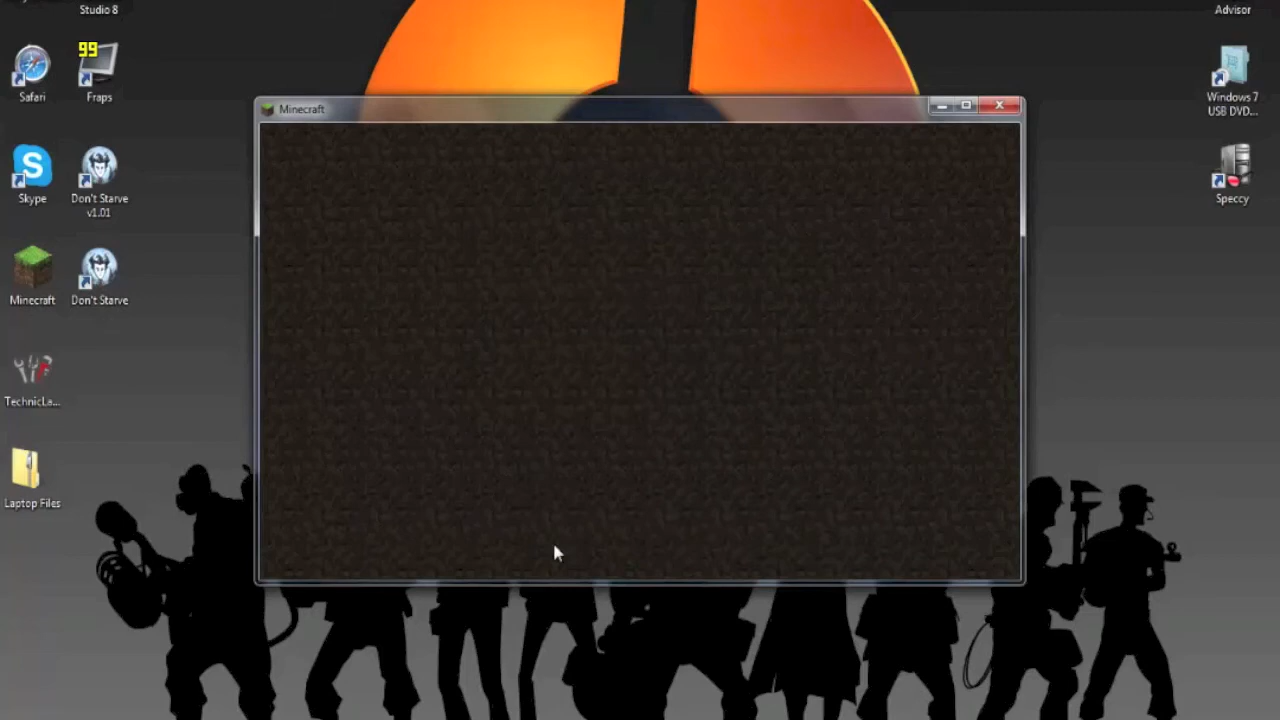 Studio 8
Advisor
99
Safari
Fraps
Windows 7
USB DVD...
Minecraft
S
Skype
Don't Starve
v1.01
Speccy
Minecraft
Don't Starve
TechnicLa...
Laptop Files